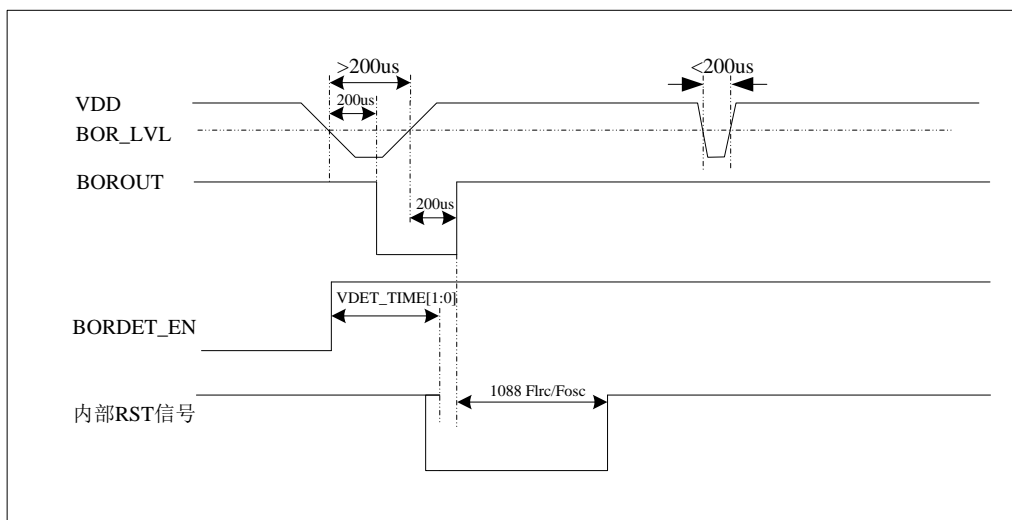 >200us
<200us
VDD
200us
BOR_LVL
BOROUT
200us
VDET_TIME[1:0]
BORDET_EN
1088 Flrc/Fosc
内部RST信号